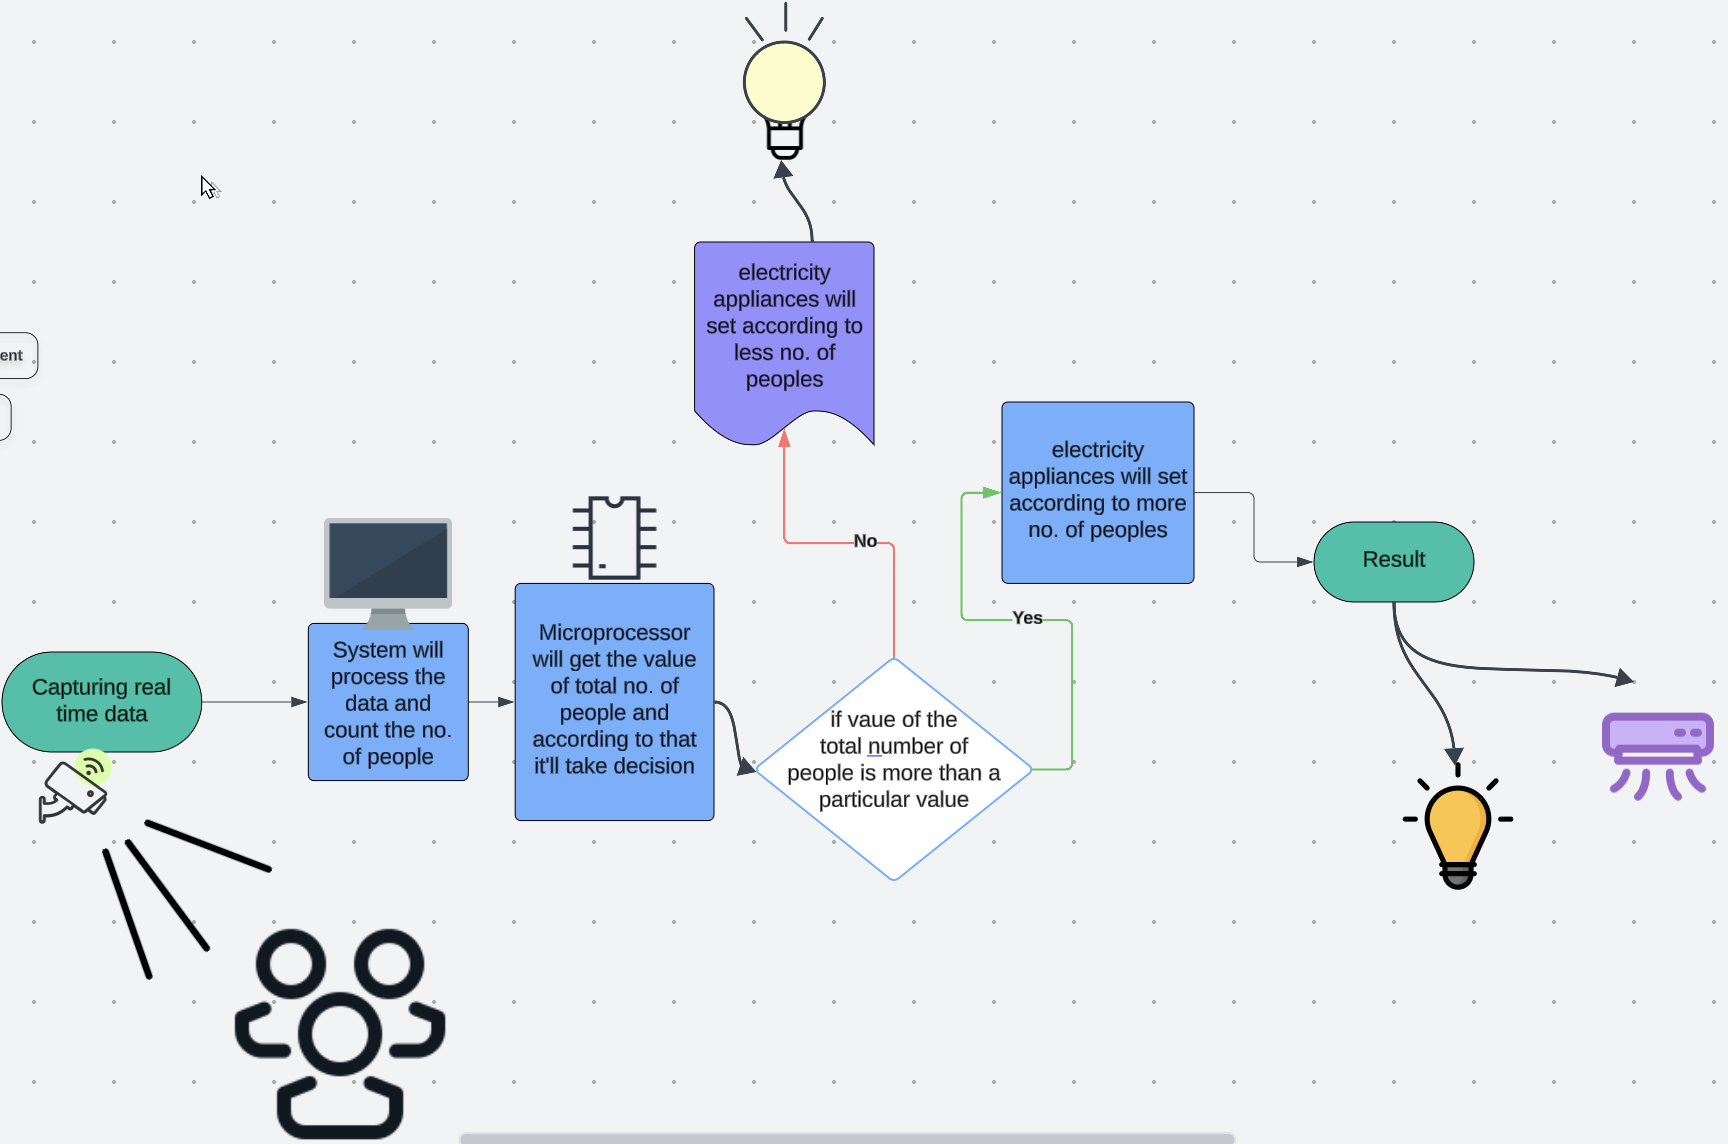 electricity
appliances will
set according to
less no. of
peoples
ent
electricity
appliances will set
according to more
no. of peoples
No
Result
Yes
Capturing real
time data
System will
process the
data and
count the no.
of people
Microprocessor
will get the value
of total no. of
people and
according to that
it'll take decision
if vaue of the
total number of
people is more than a
particular value